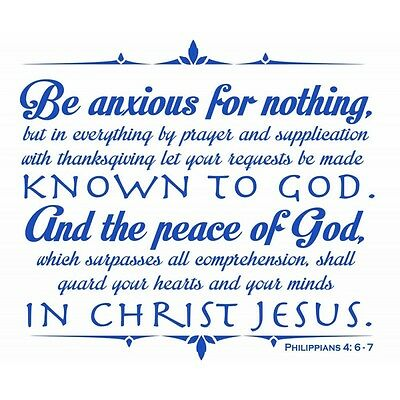 Be anxious for nothing,
but in everything by prayer and supplication
with thanksgiving let your requests be made
KNOWN TO GOD.
And the peace of God,
which surpasses all comprehension, shall
guard your hearts and your minds
IN CHRIST JESUS.
PHILIPPIANS 4: 6 - 7